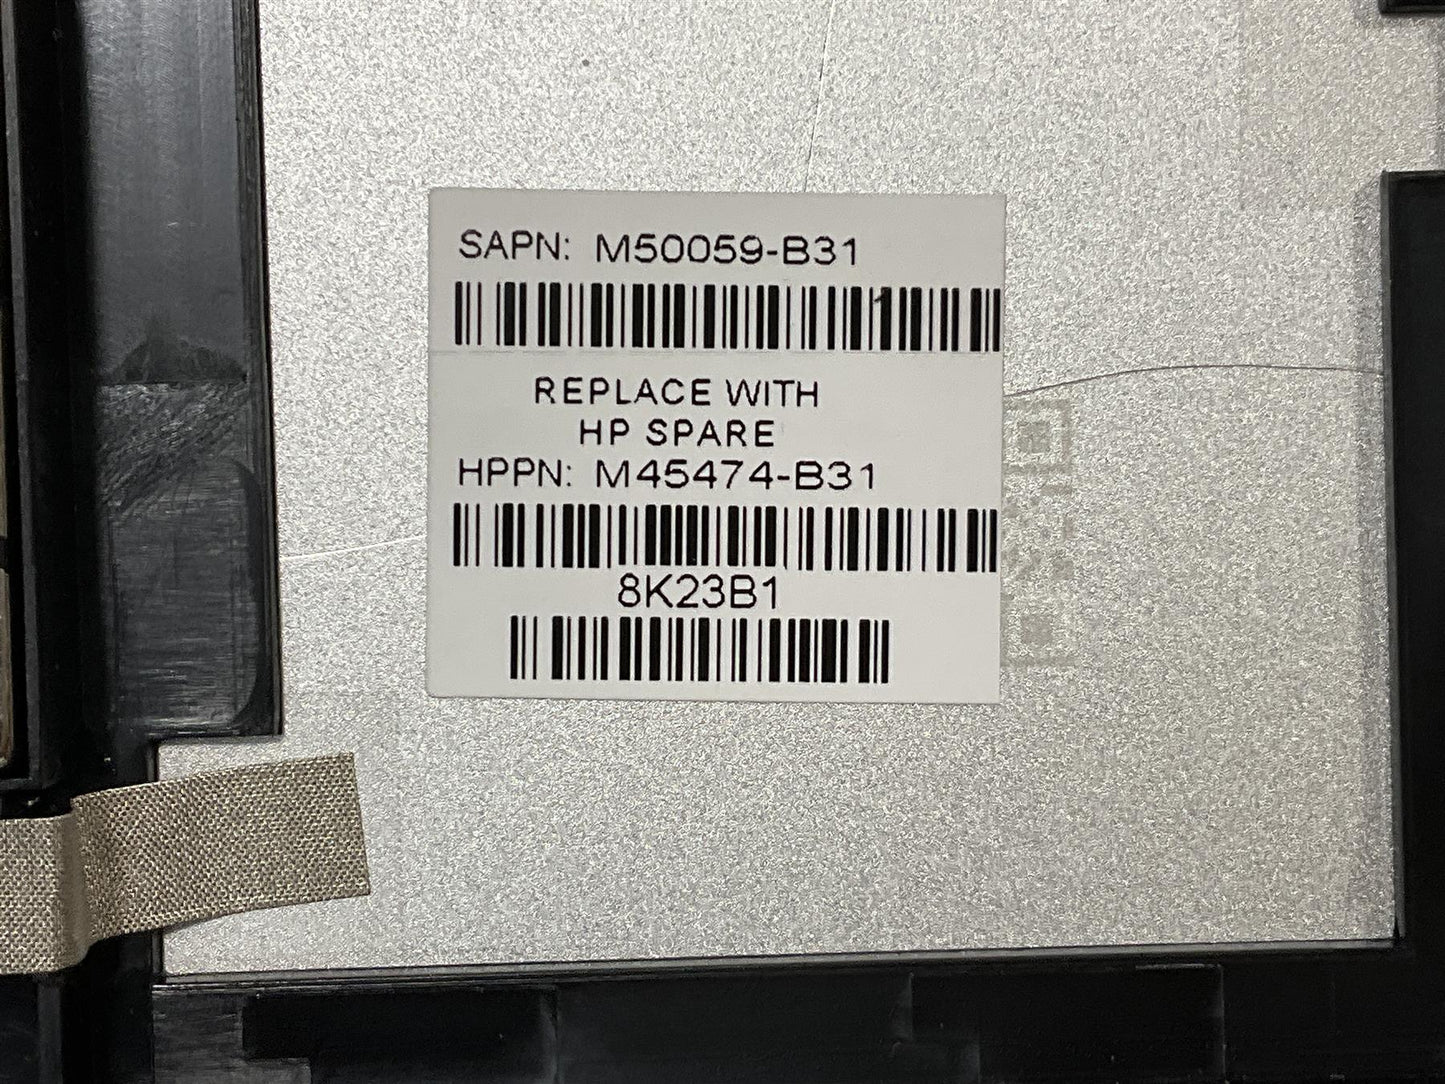 SAPN: M50059-B31
REPLACE WITH
HP SPARE
HPPN: M45474-B31
8K23B1